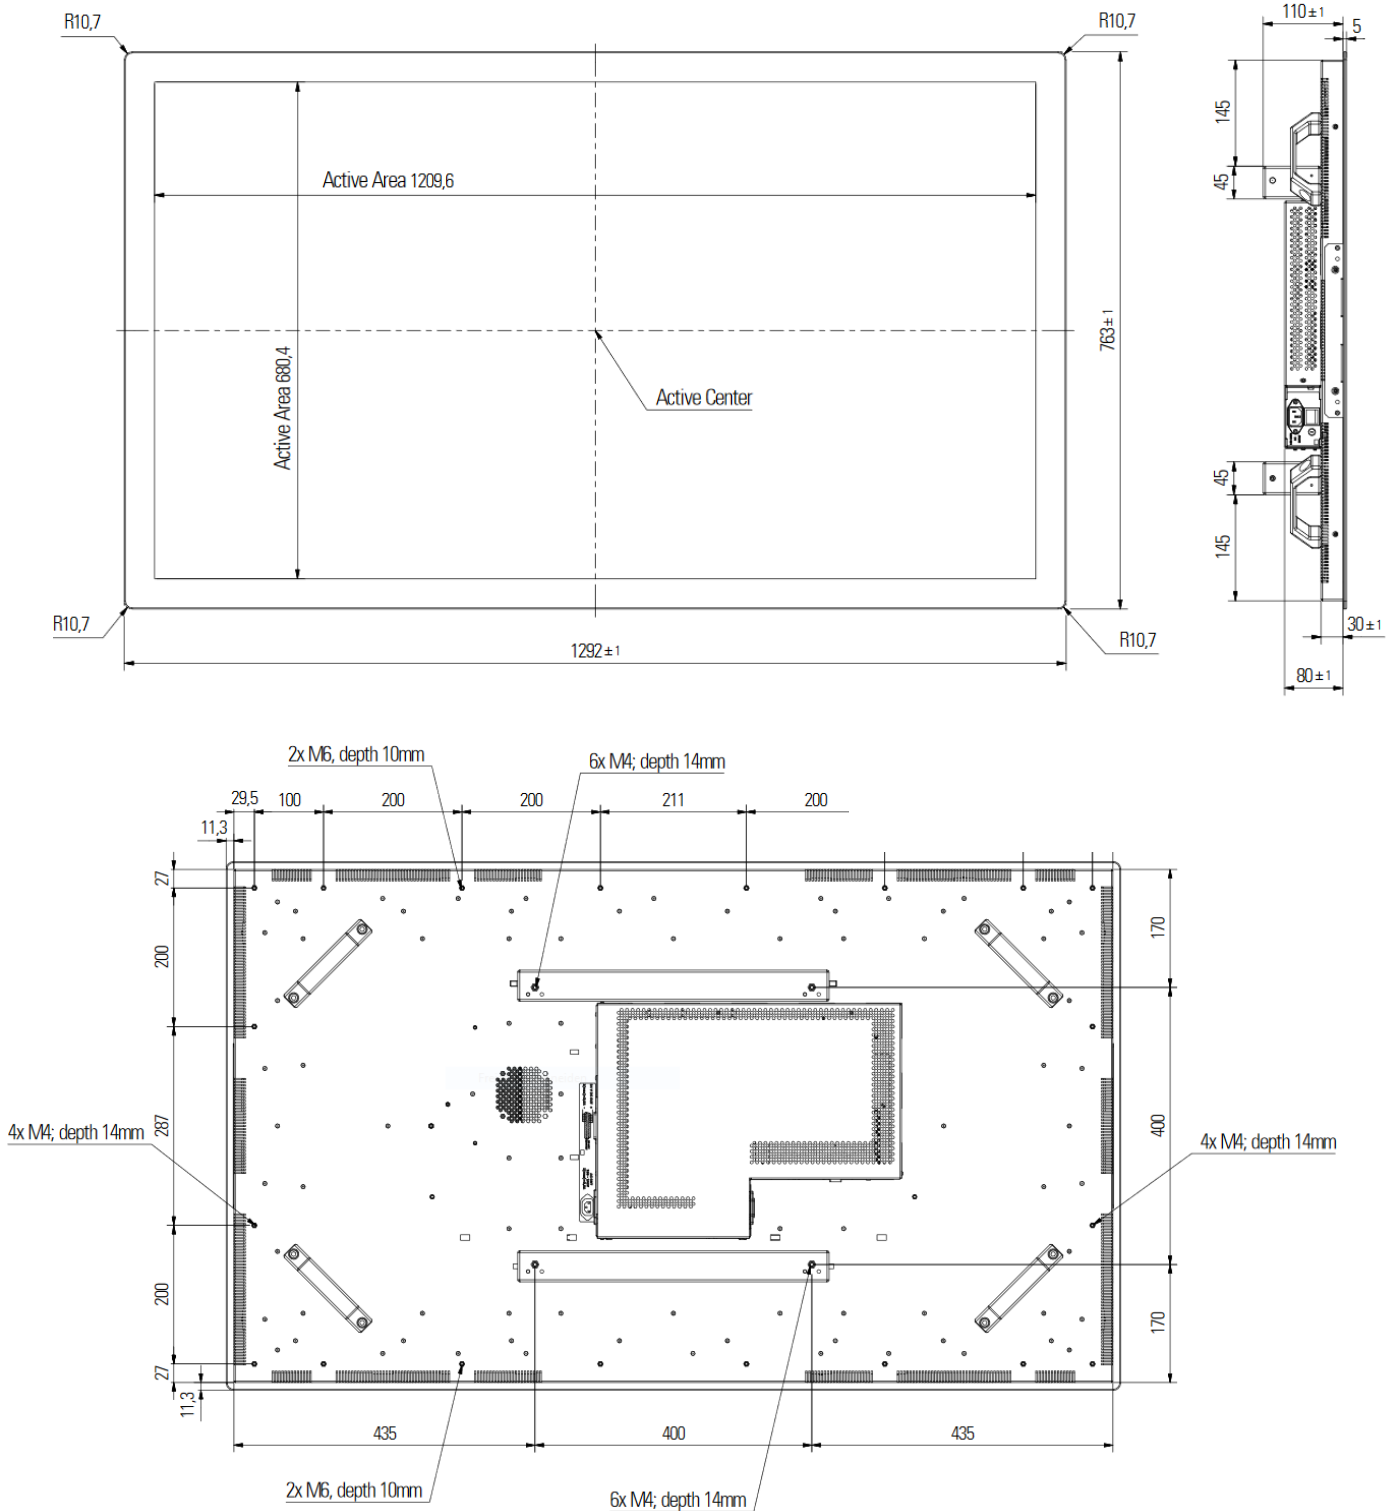 R10,7
R10,7
110±1
5
145
Active Area 1209,6
45
763±1
Active Area 680,4
Active Center
45
145
R10,7
R10,7
30±1
1292±1
80±1
2x M6, depth 10mm
6x M4; depth 14mm
29,5
100
200
200
211
200
11,3
27
170
200
287
400
4x M4; depth 14mm
4x M4; depth 14mm
200
170
27
11,3
435
400
435
2x M6, depth 10mm
6x M4; depth 14mm